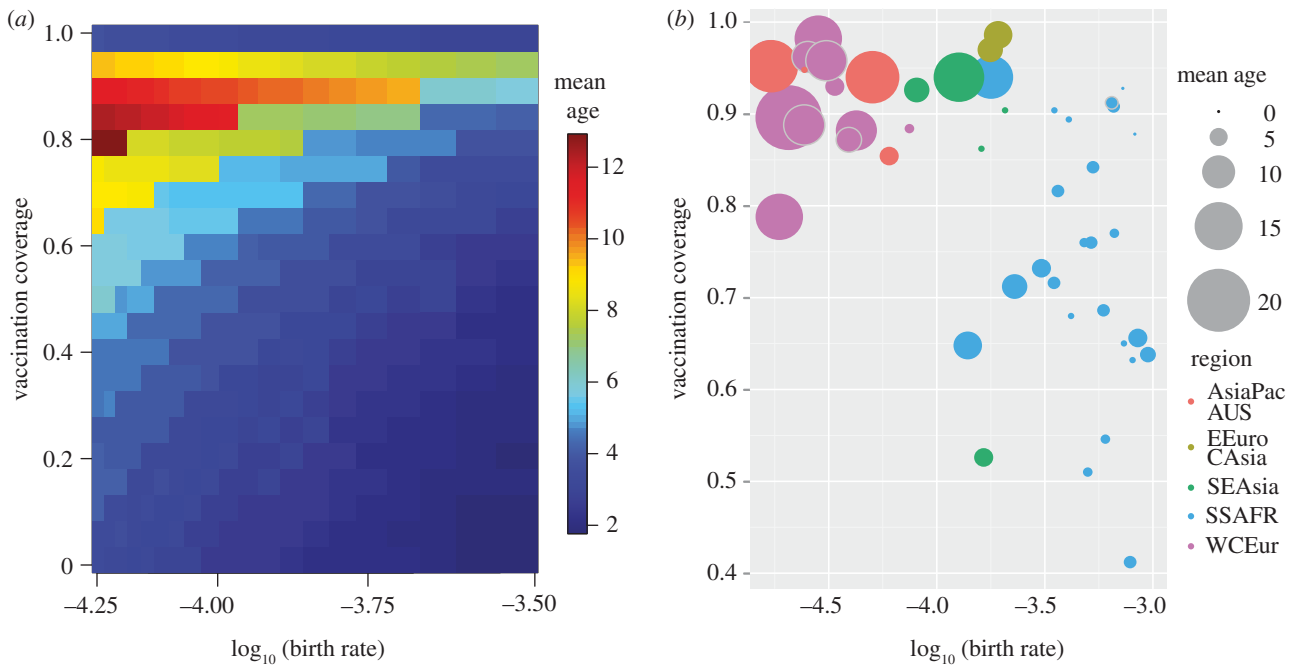 (a)
1.0
0.8
0.6
0.4
0.2
0
vaccination coverage
–4.25
–4.00
–3.75
–3.50
log10 (birth rate)
mean
age
12
10
8
6
4
2
(b)
1.0
0.9
0.8
0.7
0.6
0.5
0.4
vaccination coverage
–4.5
–4.0
–3.5
–3.0
log10 (birth rate)
mean age
0
5
10
15
20
region
AsiaPac
AUS
EEuro
CAsia
SEAsia
SSAFR
WCEur